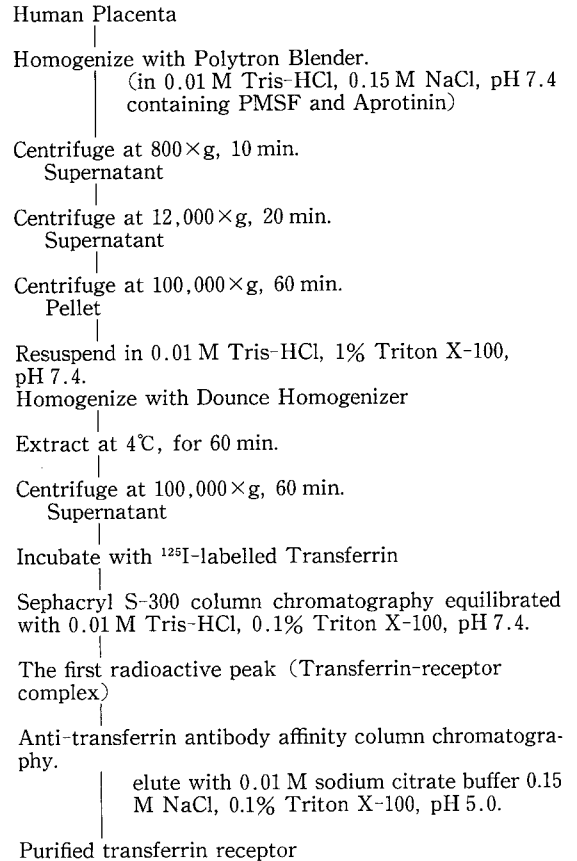 Human Placenta
Homogenize with Polytron Blender.
(in 0.01 M Tris-HCl, 0.15 M NaCl, pH 7.4
containing PMSF and Aprotinin)
Centrifuge at 800×g, 10 min.
Supernatant
Centrifuge at 12,000×g, 20 min.
Supernatant
Centrifuge at 100,000×g, 60 min.
Pellet
Resuspend in 0.01 M Tris-HCl, 1% Triton X-100,
pH 7.4.
Homogenize with Dounce Homogenizer
Extract at 4℃, for 60 min.
Centrifuge at 100,000×g, 60 min.
Supernatant
Incubate with ¹²⁵I-labelled Transferrin
Sephacryl S-300 column chromatography equilibrated
with 0.01 M Tris-HCl, 0.1% Triton X-100, pH 7.4.
The first radioactive peak (Transferrin-receptor
complex)
Anti-transferrin antibody affinity column chromatogra-
phy.
elute with 0.01 M sodium citrate buffer 0.15
M NaCl, 0.1% Triton X-100, pH 5.0.
Purified transferrin receptor